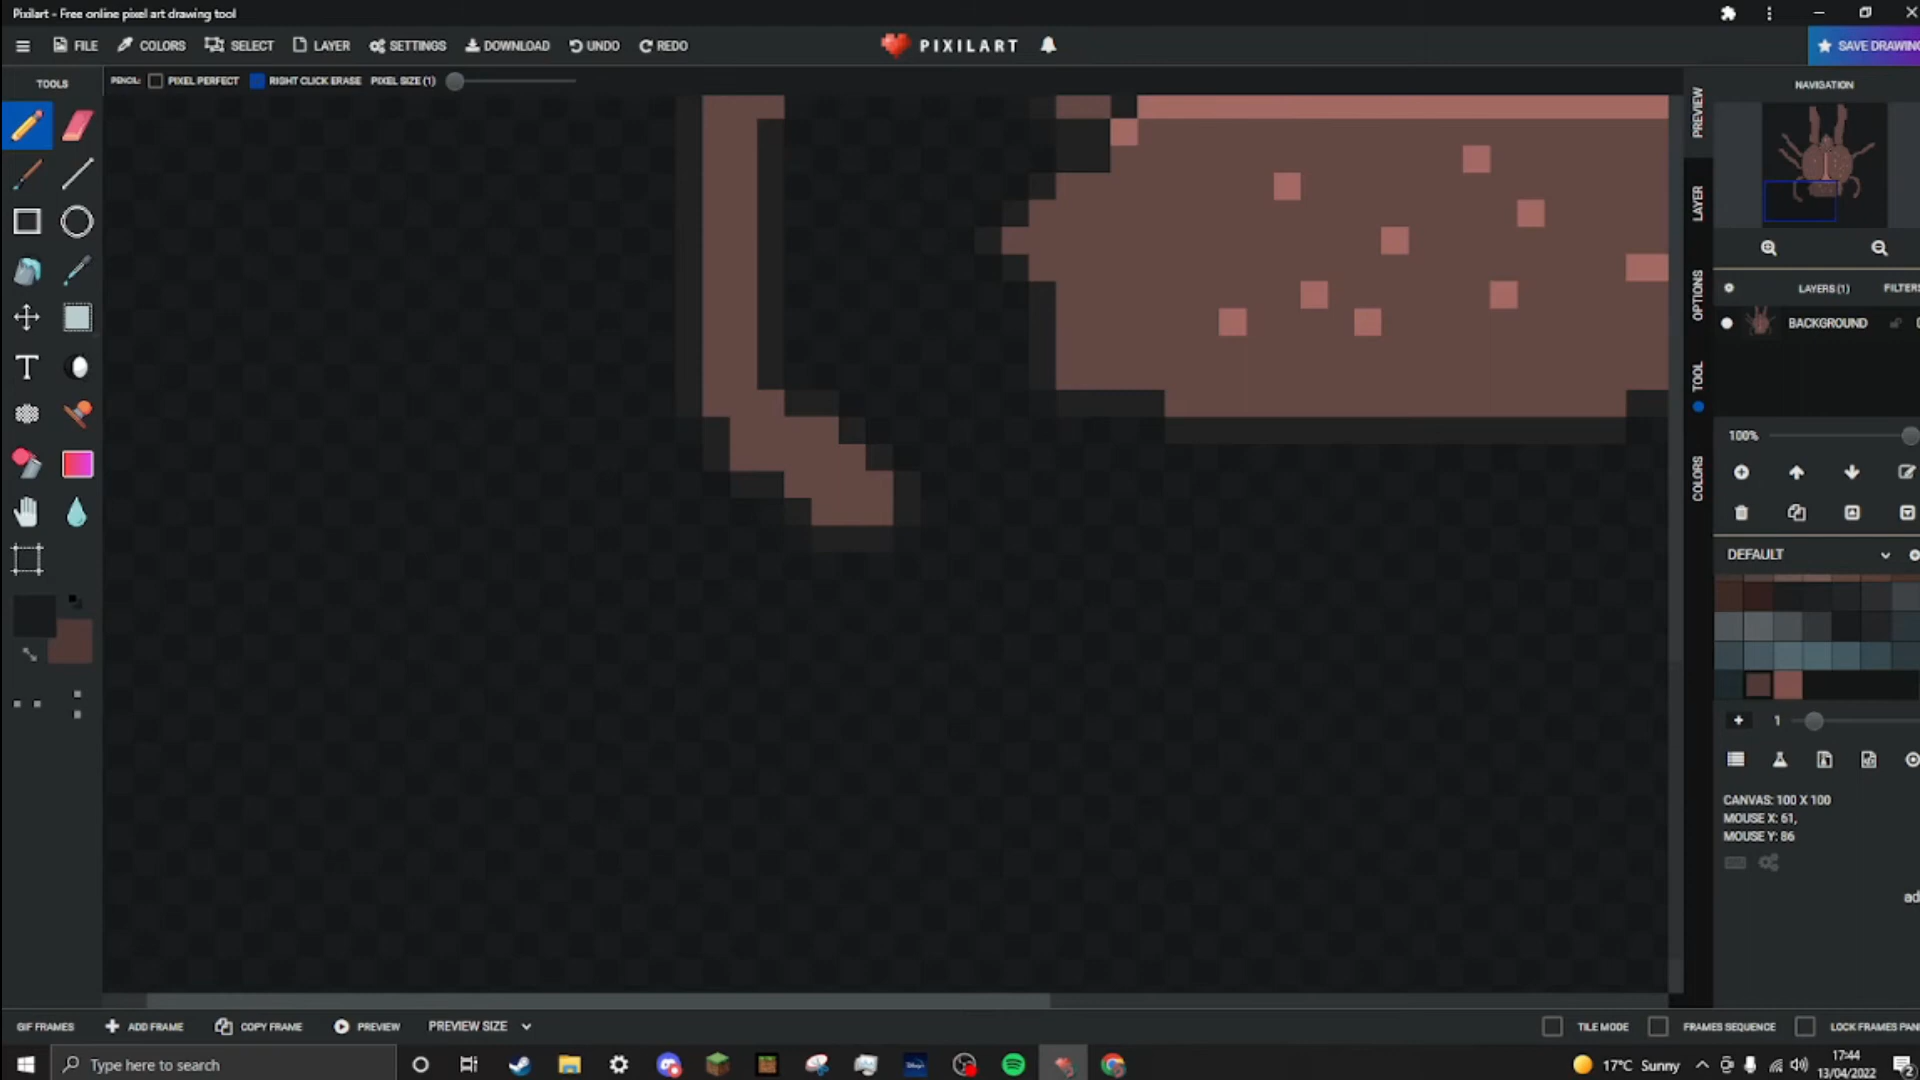 Pixilart - Free online pixel art drawing tool
FILE COLORS SELECT LAYER SETTINGS DOWNLOAD UNDO REDO
PIXILART
SAVE DRAWING
TOOLS
PENCIL: PIXEL PERFECT RIGHT CLICK ERASE PIXEL SIZE (1)
NAVIGATION
PREVIEW
LAYER
OPTIONS
TOOL
COLORS
LAYERS (1) FILTERS
BACKGROUND
100%
DEFAULT
1
CANVAS: 100 X 100
MOUSE X: 61,
MOUSE Y: 86
ad
GIF FRAMES ADD FRAME COPY FRAME PREVIEW PREVIEW SIZE
TILE MODE FRAMES SEQUENCE LOCK FRAMES PAN
Type here to search
17°C Sunny
17:44
13/04/2022
2